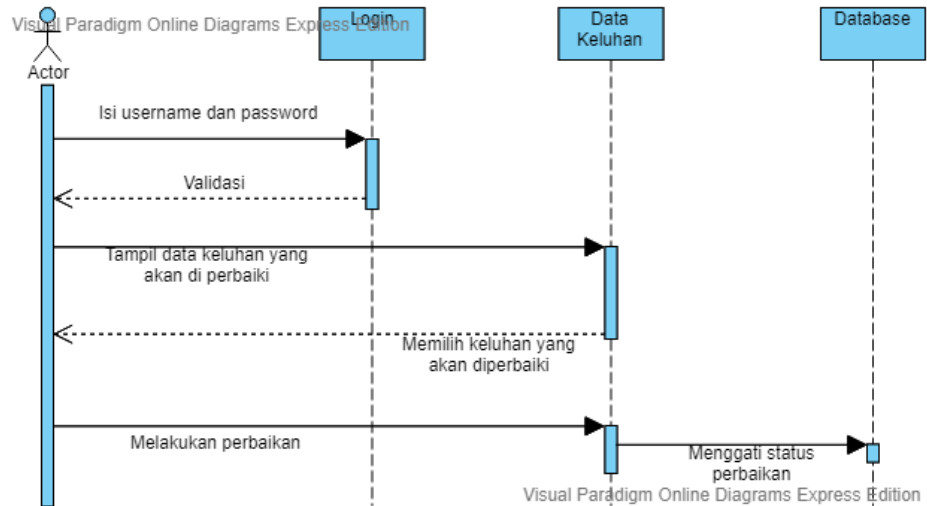 Visual Paradigm Online Diagrams Express Edition
Login
Data
Keluhan
Database
Actor
Isi username dan password
Validasi
Tampil data keluhan yang
akan di perbaiki
Memilih keluhan yang
akan diperbaiki
Melakukan perbaikan
Menggati status
perbaikan
Visual Paradigm Online Diagrams Express Edition